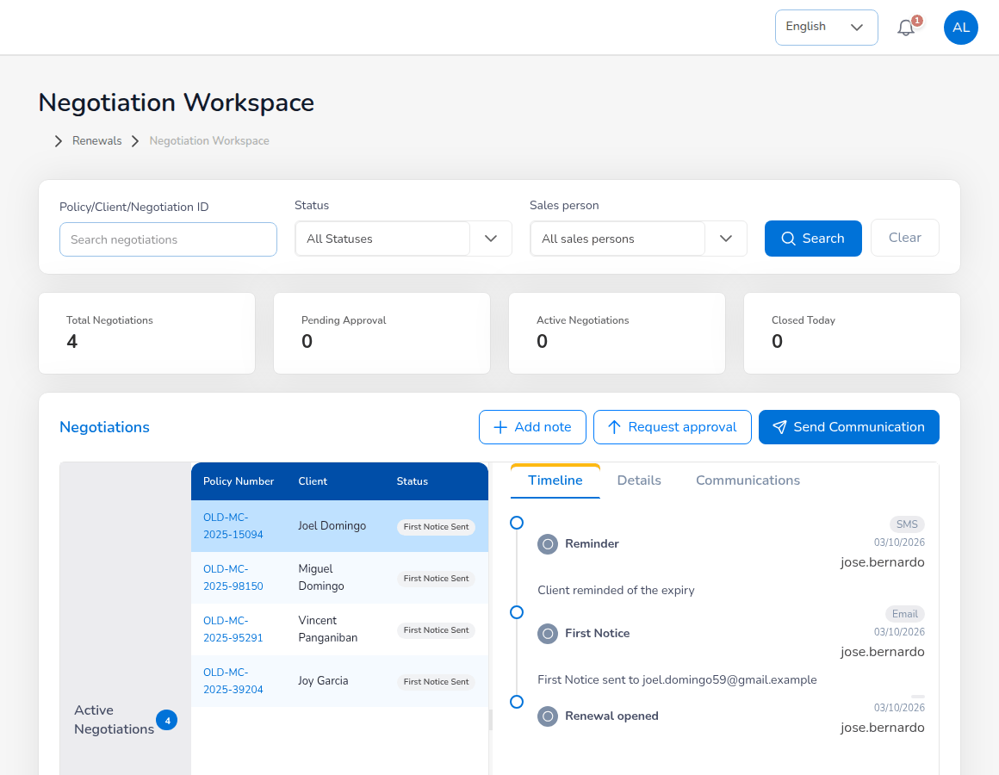 English
1
AL
Negotiation Workspace
Renewals
Negotiation Workspace
Policy/Client/Negotiation ID
Search negotiations
Status
All Statuses
Sales person
All sales persons
Search
Clear
Total Negotiations
4
Pending Approval
0
Active Negotiations
0
Closed Today
0
Negotiations
Add note
Request approval
Send Communication
Active
Negotiations
4
Policy Number
Client
Status
OLD-MC-
2025-15094
Joel Domingo
First Notice Sent
OLD-MC-
2025-98150
Miguel
Domingo
First Notice Sent
OLD-MC-
2025-95291
Vincent
Panganiban
First Notice Sent
OLD-MC-
2025-39204
Joy Garcia
First Notice Sent
Timeline
Details
Communications
SMS
Reminder
03/10/2026
jose.bernardo
Client reminded of the expiry
Email
First Notice
03/10/2026
jose.bernardo
First Notice sent to joel.domingo59@gmail.example
Renewal opened
03/10/2026
jose.bernardo